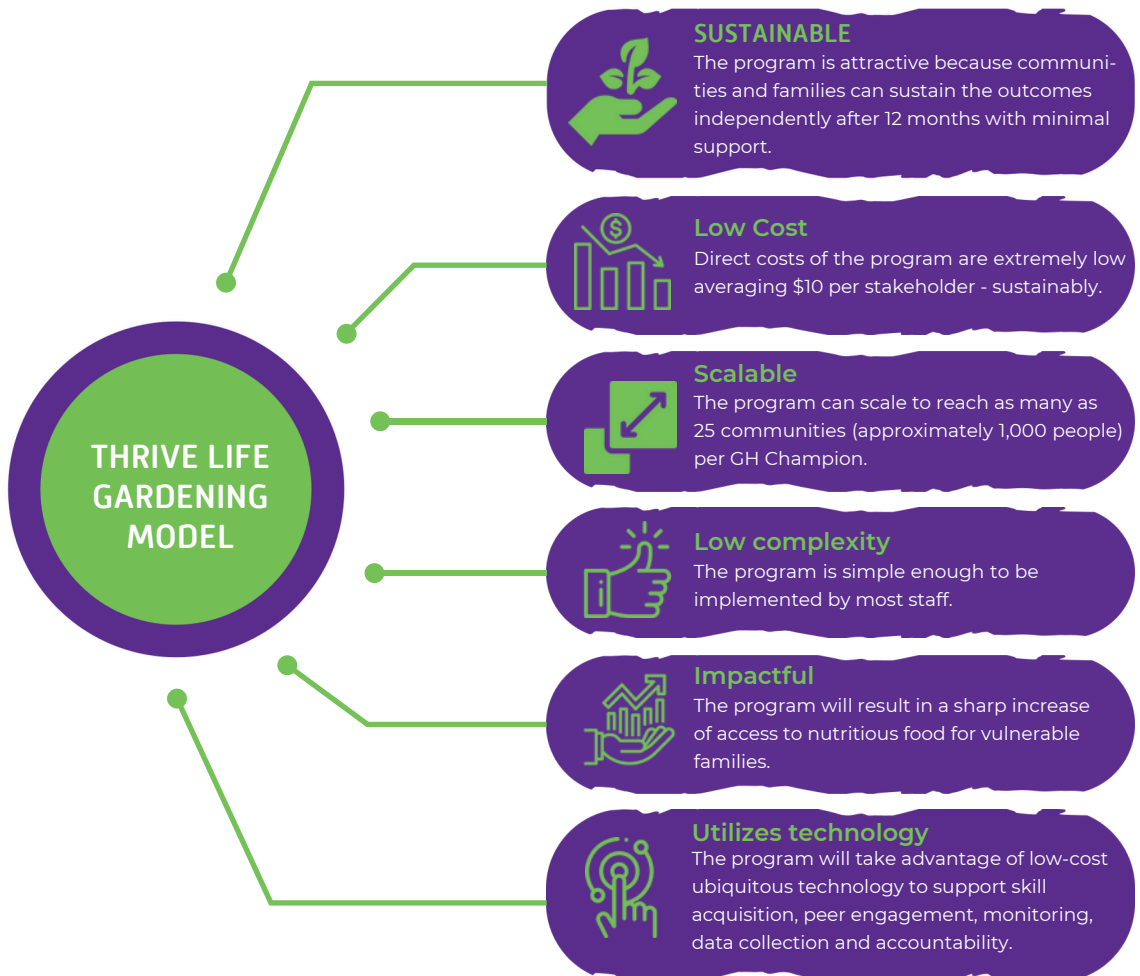 THRIVE LIFE
GARDENING
MODEL
SUSTAINABLE
The program is attractive because communi-
ties and families can sustain the outcomes
independently after 12 months with minimal
support.
Low Cost
Direct costs of the program are extremely low
averaging $10 per stakeholder - sustainably.
Scalable
The program can scale to reach as many as
25 communities (approximately 1,000 people)
per GH Champion.
Low complexity
The program is simple enough to be
implemented by most staff.
Impactful
The program will result in a sharp increase
of access to nutritious food for vulnerable
families.
Utilizes technology
The program will take advantage of low-cost
ubiquitous technology to support skill
acquisition, peer engagement, monitoring,
data collection and accountability.